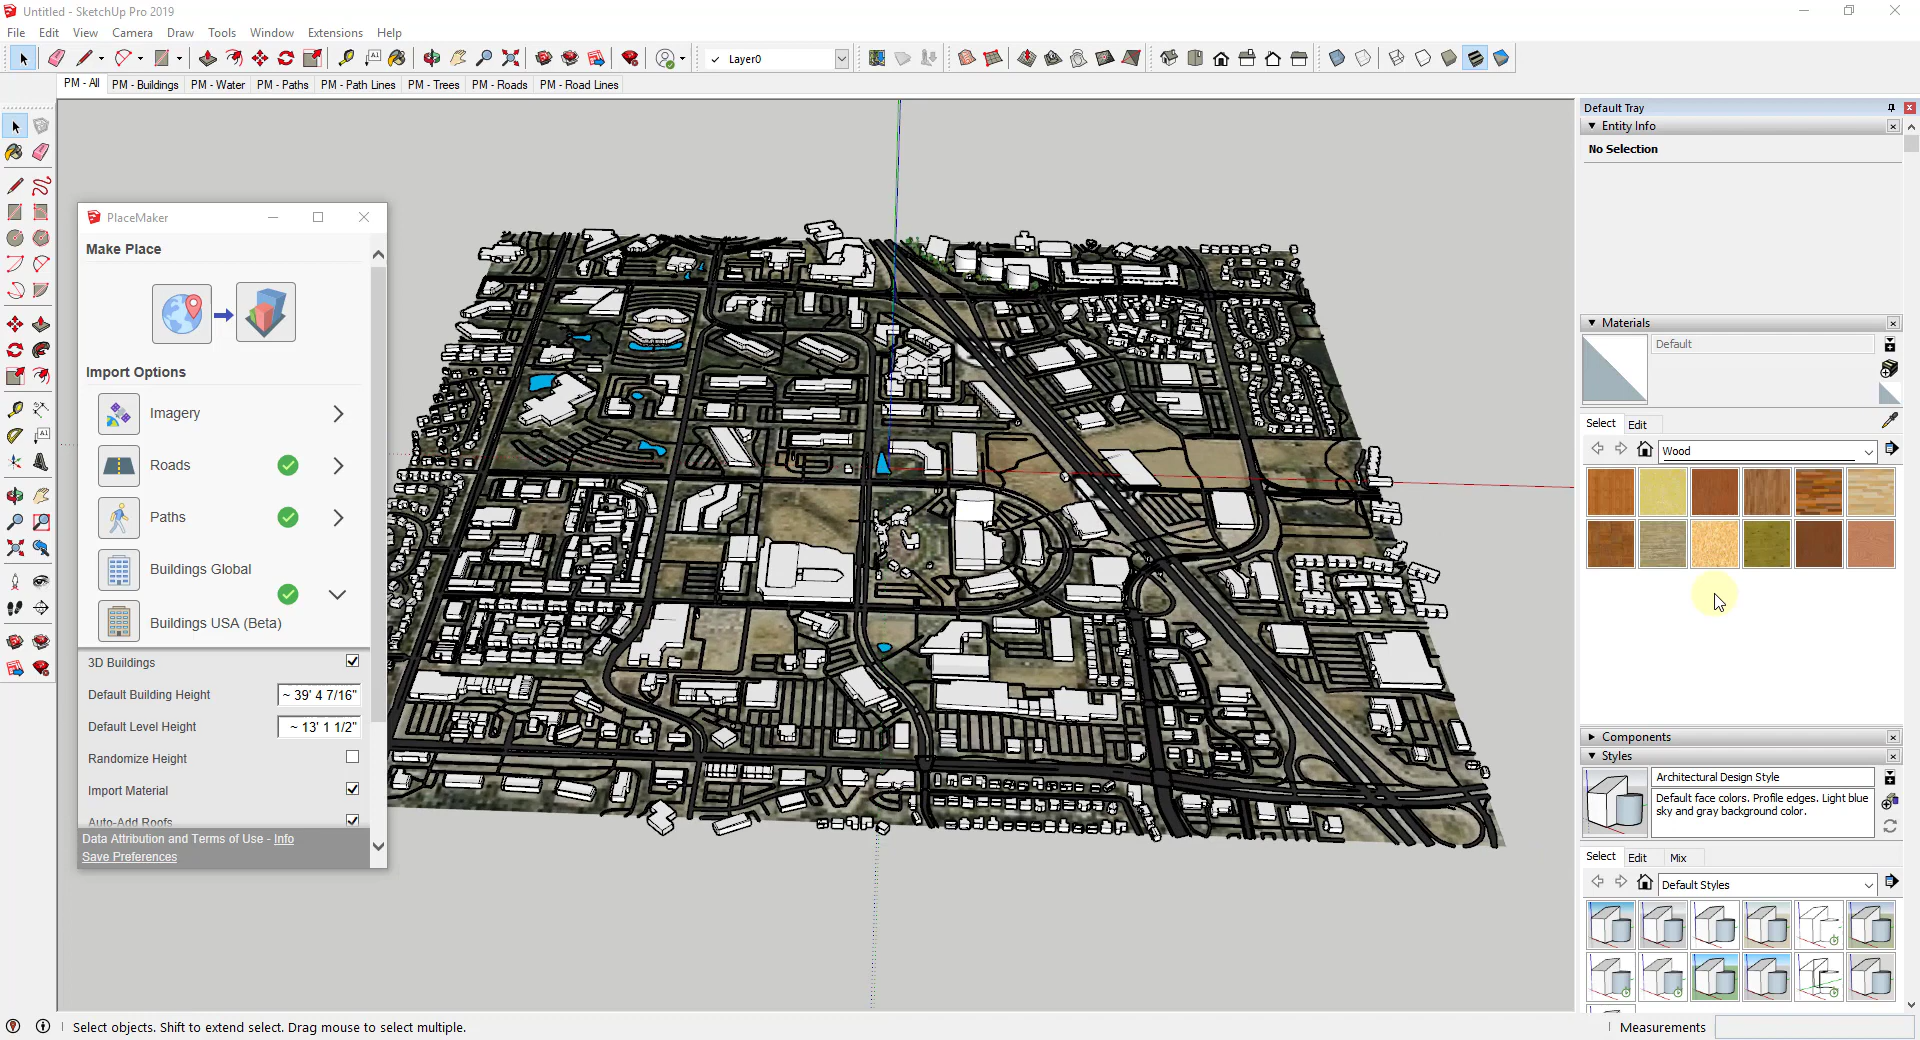 Untitled - SketchUp Pro 2019
File Edit View Camera Draw Tools Window Extensions Help
Layer0
PM - All PM - Buildings PM - Water PM - Paths PM - Path Lines PM - Trees PM - Roads PM - Road Lines
Default Tray
Entity Info
No Selection
PlaceMaker
Make Place
Import Options
Imagery
Roads
Paths
Buildings Global
Buildings USA (Beta)
3D Buildings
Default Building Height ~ 39' 4 7/16"
Default Level Height ~ 13' 1 1/2"
Randomize Height
Import Material
Auto-Add Roofs
Data Attribution and Terms of Use - Info
Save Preferences
Materials
Default
Select Edit
Wood
Components
Styles
Architectural Design Style
Default face colors. Profile edges. Light blue
sky and gray background color.
Select Edit Mix
Default Styles
Select objects. Shift to extend select. Drag mouse to select multiple.
Measurements